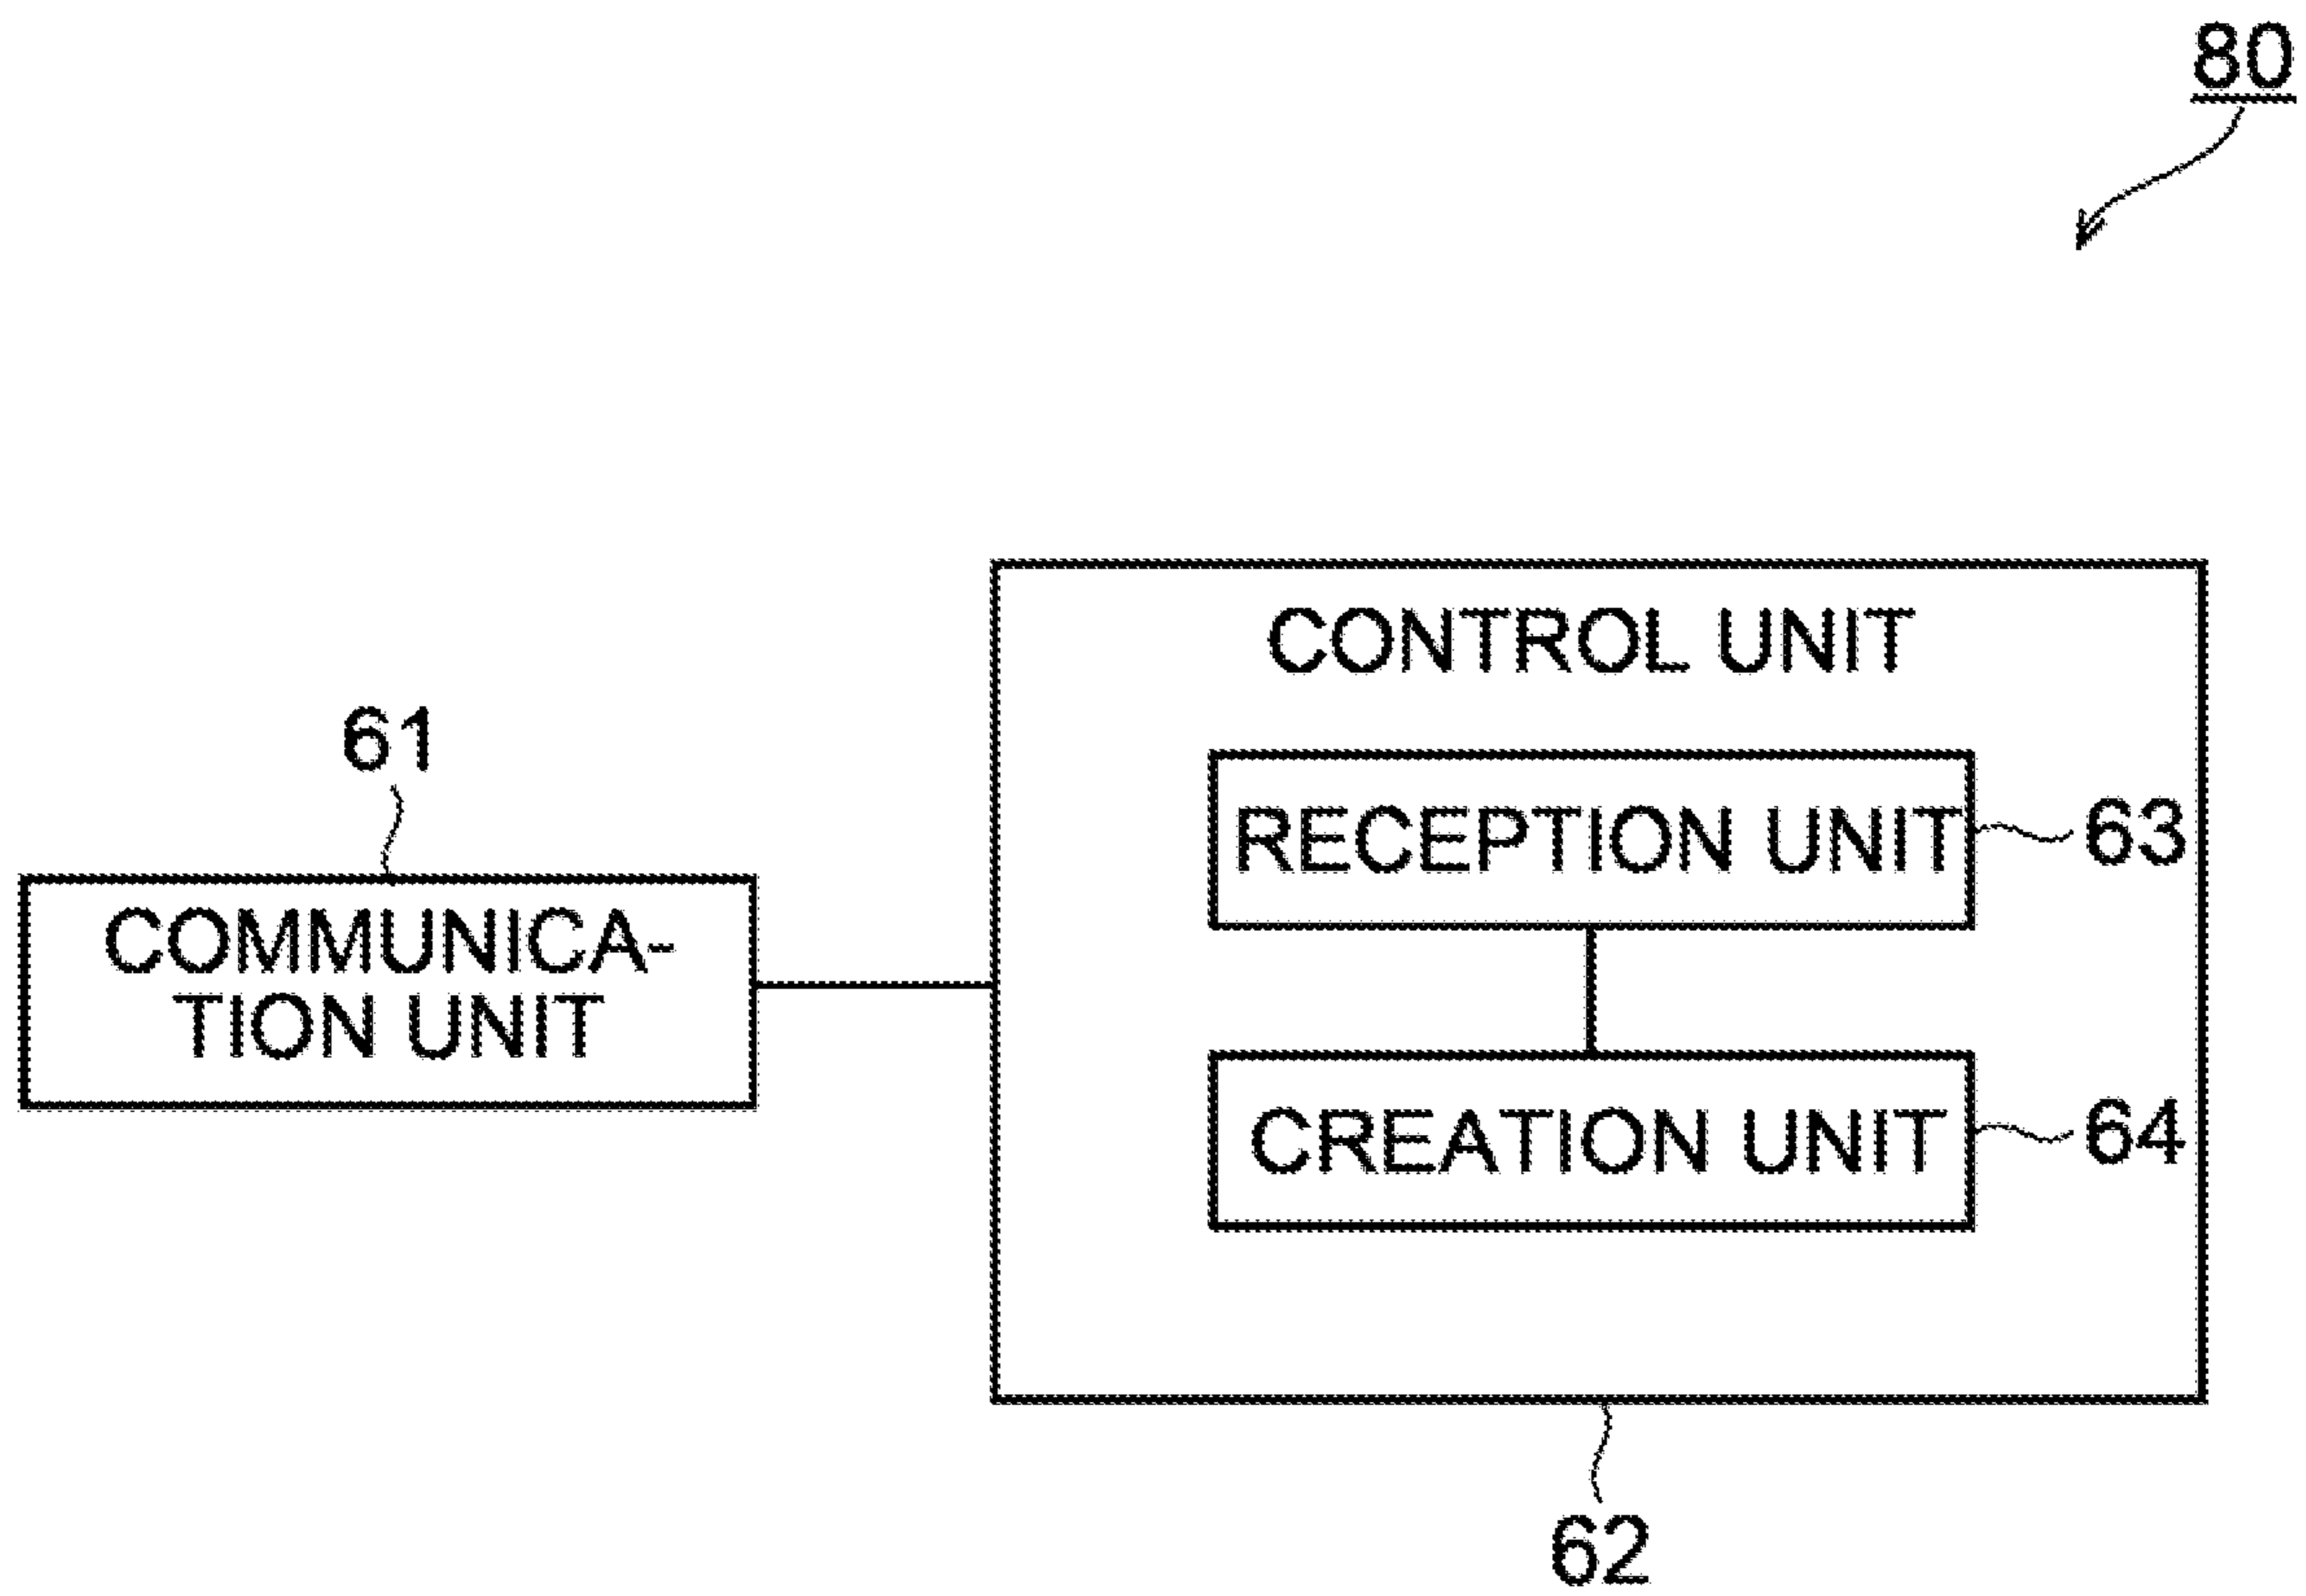 80
CONTROL UNIT
61
RECEPTION UNIT
63
COMMUNICA-
TION UNIT
CREATION UNIT
64
62